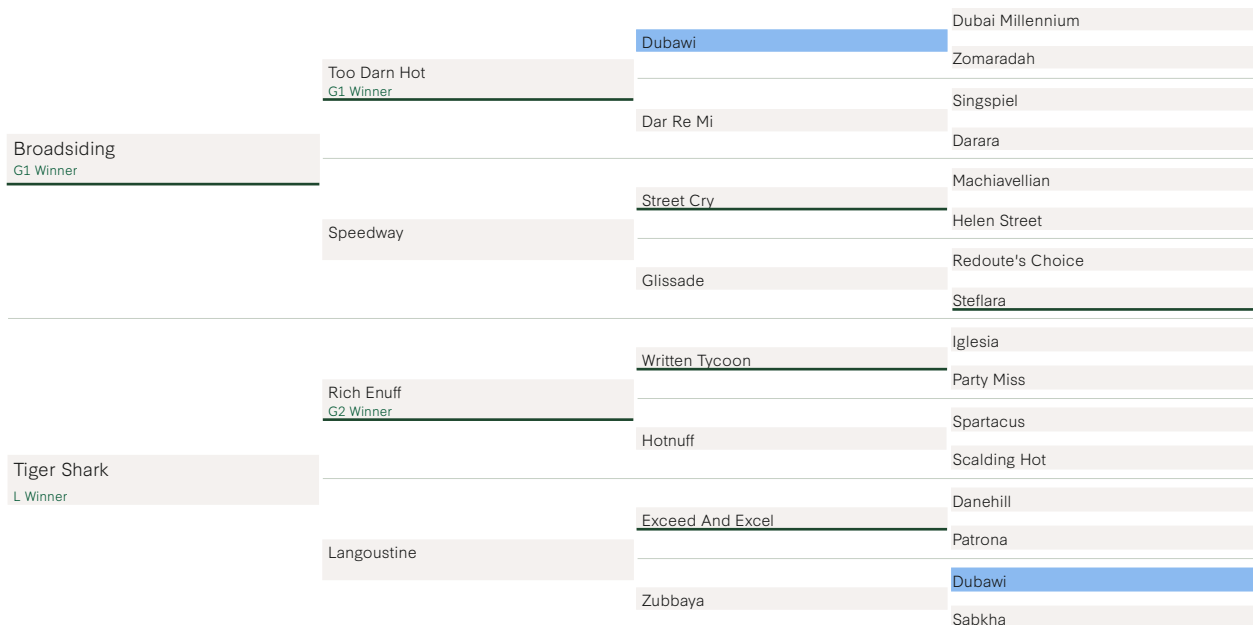 Broadsiding
G1 Winner
Tiger Shark
L Winner
Too Darn Hot
G1 Winner
Speedway
Rich Enuff
G2 Winner
Langoustine
Dubawi
Dar Re Mi
Street Cry
Glissade
Written Tycoon
Hotnuff
Exceed And Excel
Zubbaya
Dubai Millennium
Zomaradah
Singspiel
Darara
Machiavellian
Helen Street
Redoute's Choice
Steflara
Iglesia
Party Miss
Spartacus
Scalding Hot
Danehill
Patrona
Dubawi
Sabkha